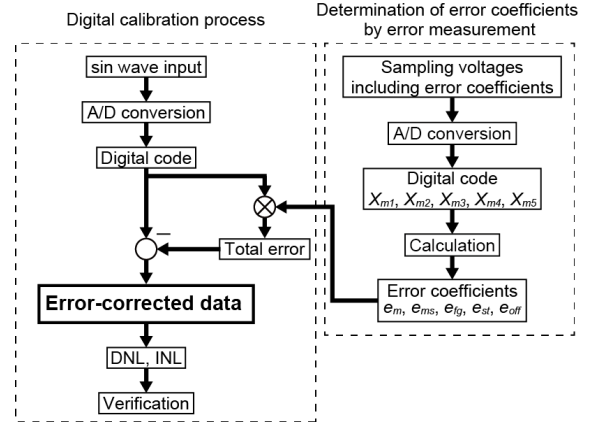 Digital calibration process
sin wave input
A/D conversion
Digital code
Total error
−
Error-corrected data
DNL, INL
Verification
Determination of error coefficients
by error measurement
Sampling voltages
including error coefficients
A/D conversion
Digital code
Xm1, Xm2, Xm3, Xm4, Xm5
Calculation
Error coefficients
em, ems, efg, est, eoff